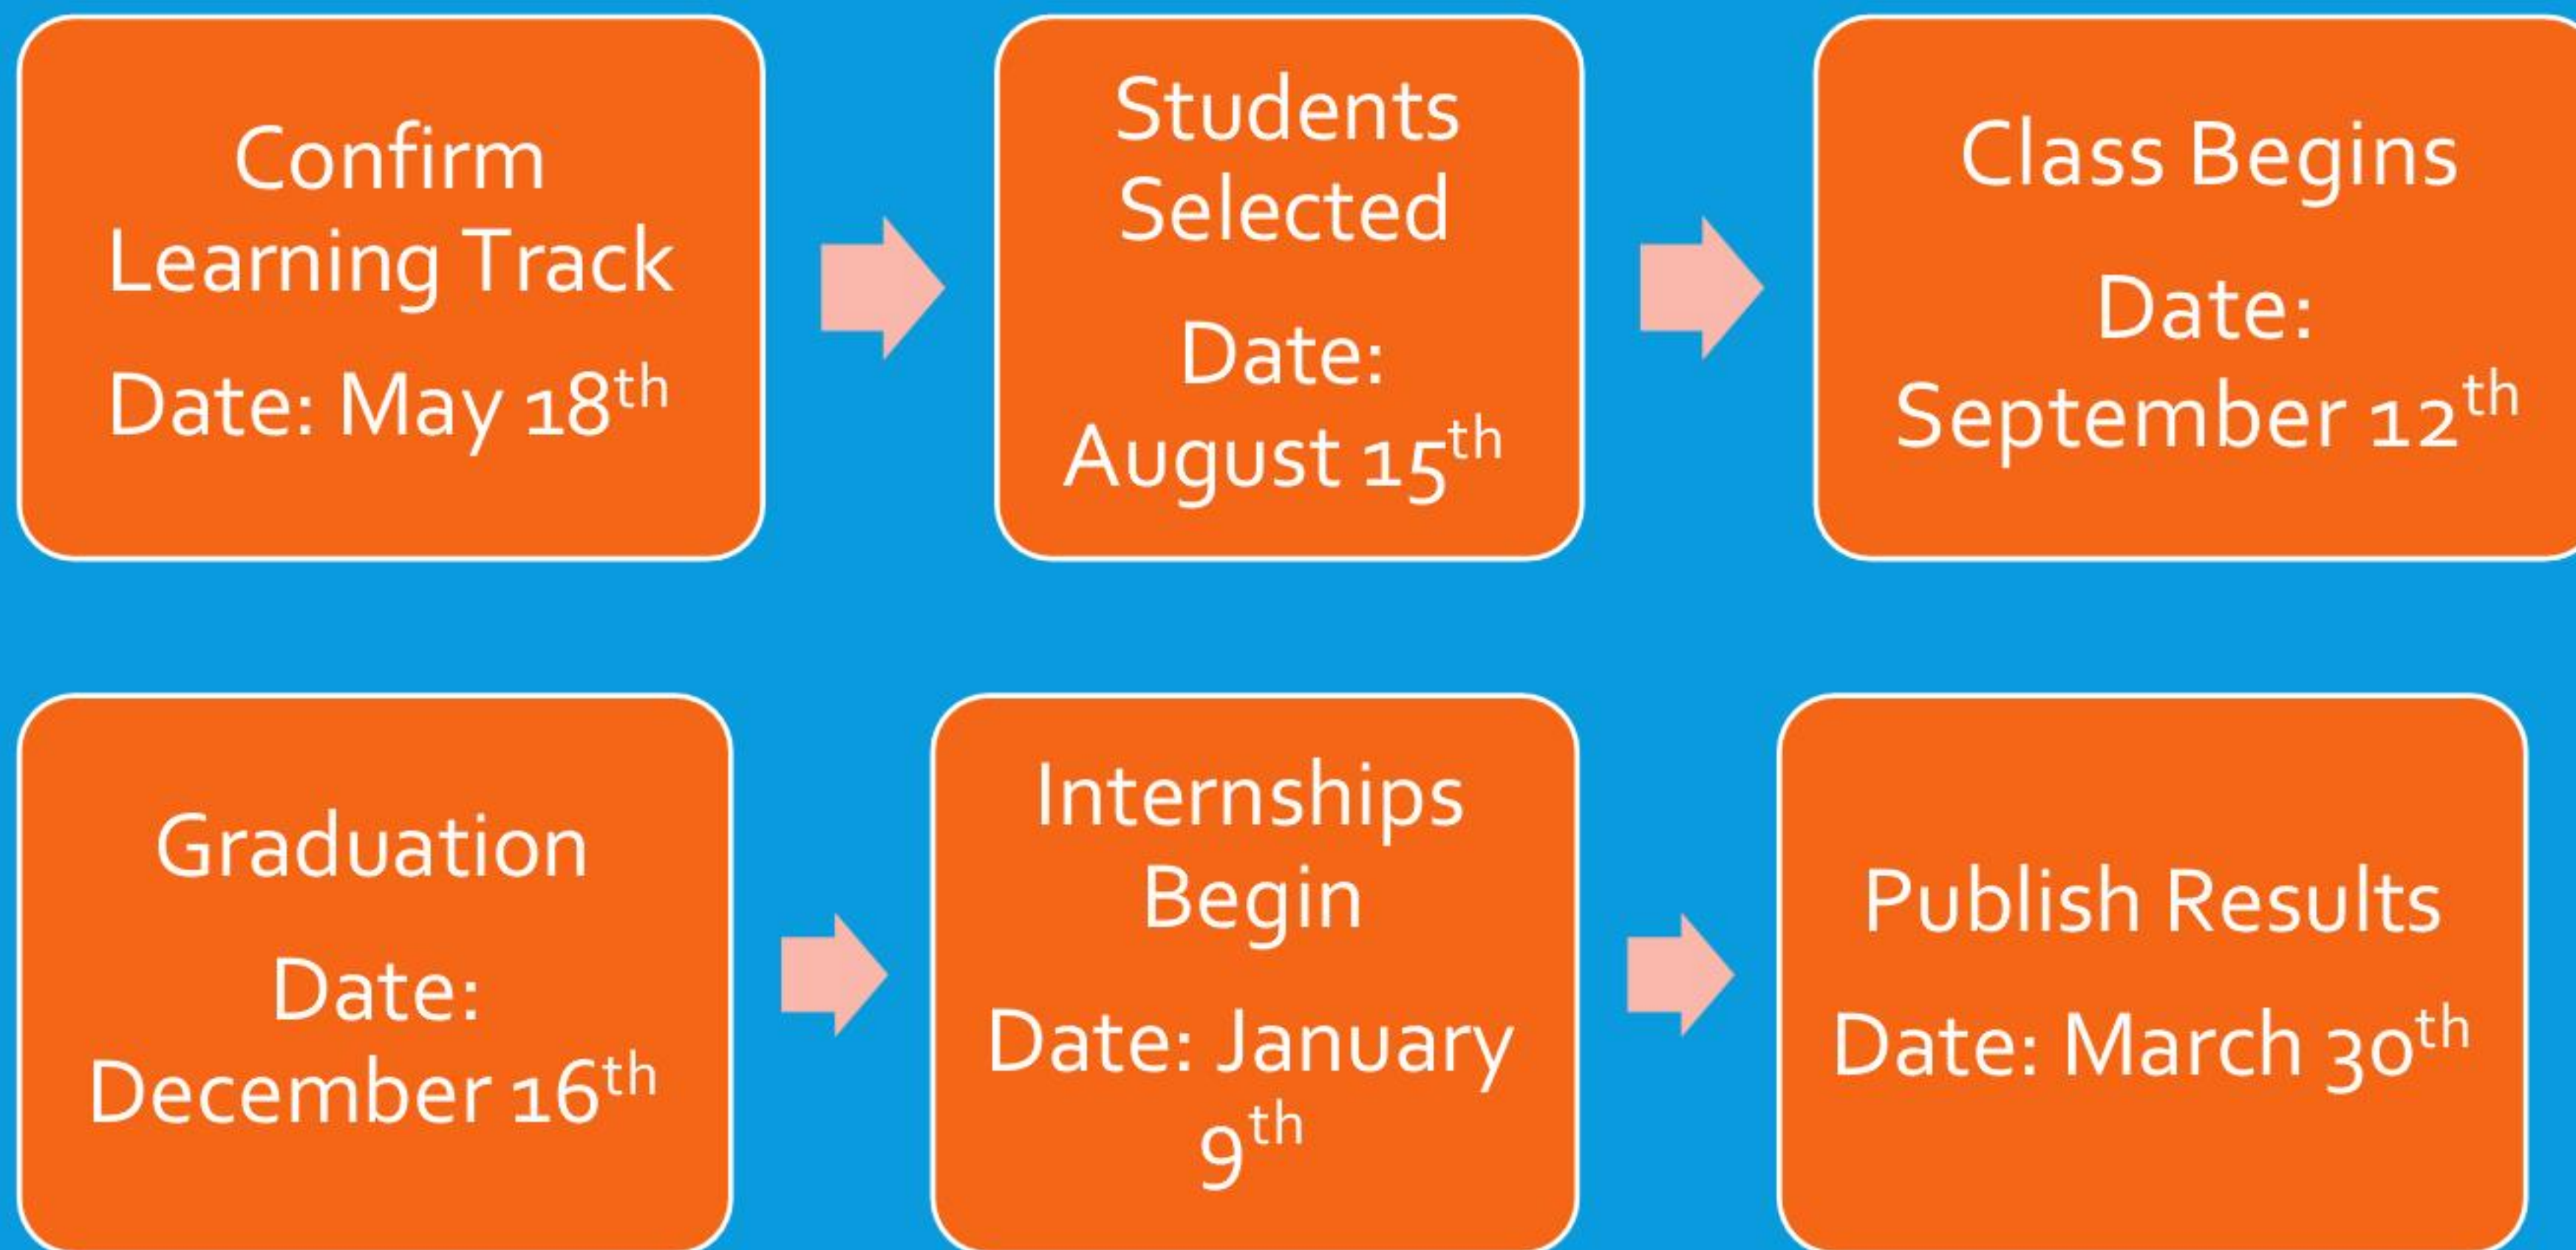 Confirm
Learning Track
Date: May 18th
Students
Selected
Date:
August 15th
Class Begins
Date:
September 12th
Graduation
Date:
December 16th
Internships
Begin
Date: January
9th
Publish Results
Date: March 30th